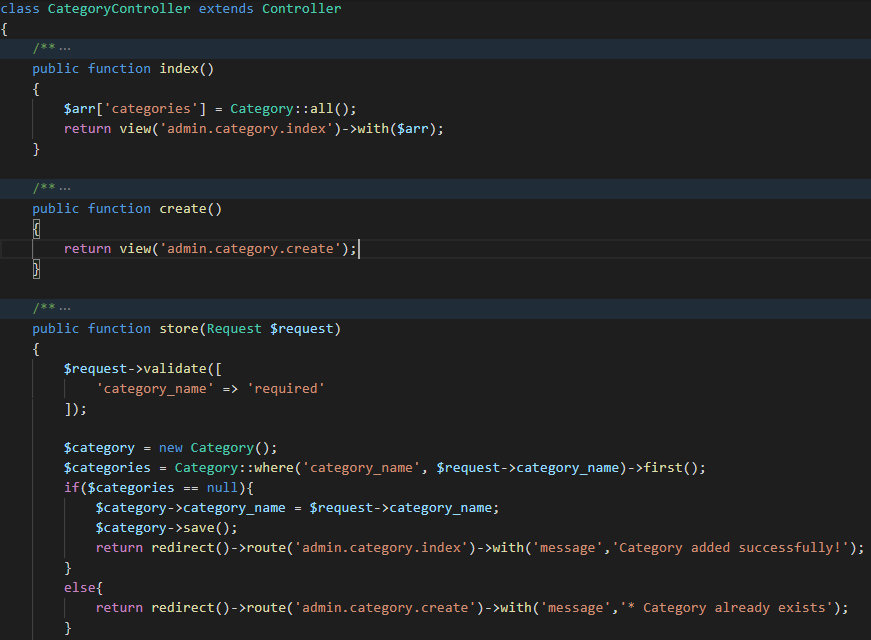 class CategoryController extends Controller
{
    /** ...
    public function index()
    {
        $arr['categories'] = Category::all();
        return view('admin.category.index')->with($arr);
    }

    /** ...
    public function create()
    {
        return view('admin.category.create');
    }

    /** ...
    public function store(Request $request)
    {
        $request->validate([
            'category_name' => 'required'
        ]);

        $category = new Category();
        $categories = Category::where('category_name', $request->category_name)->first();
        if($categories == null){
            $category->category_name = $request->category_name;
            $category->save();
            return redirect()->route('admin.category.index')->with('message','Category added successfully!');
        }
        else{
            return redirect()->route('admin.category.create')->with('message','* Category already exists');
        }